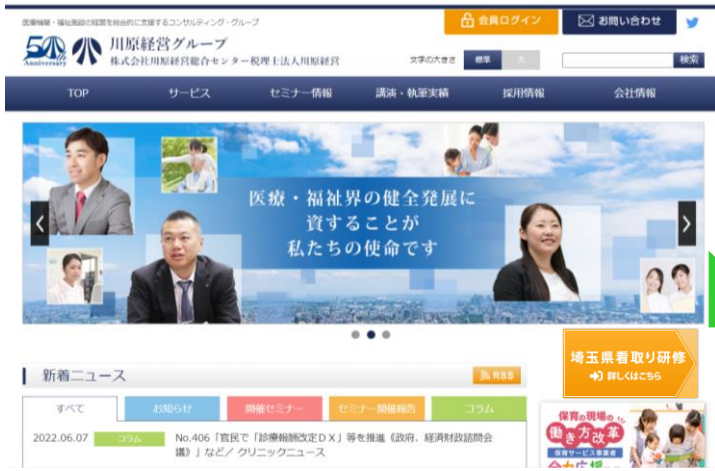 医療機関・福祉施設の経営を総合的に支援するコンサルティング・グループ
会員ログイン
お問い合わせ
50th
Anniversary
川原経営グループ
株式会社川原経営総合センター税理士法人川原経営
文字の大きさ
標準
大
検索
TOP
サービス
セミナー情報
講演・執筆実績
採用情報
会社情報
医療・福祉界の健全発展に
資することが
私たちの使命です
埼玉県看取り研修
詳しくはこちら
新着ニュース
RSS
すべて
お知らせ
開催セミナー
セミナー開催報告
コラム
2022.06.07
コラム
No.406「官民で「診療報酬改定DX」等を推進《政府、経済財政諮問会
議》」など／クリニックニュース
保育の現場の
働き方改革
保育サービス事業者